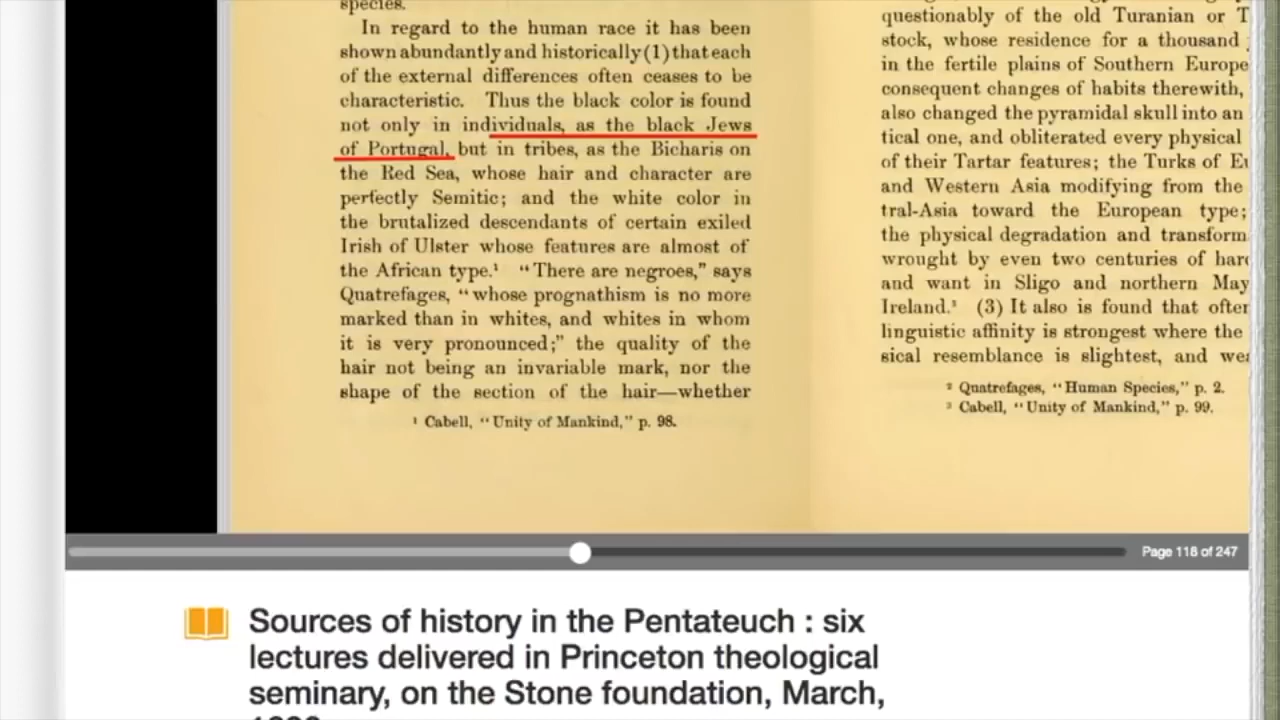 species.
In regard to the human race it has been
shown abundantly and historically (1) that each
of the external differences often ceases to be
characteristic. Thus the black color is found
not only in individuals, as the black Jews
of Portugal, but in tribes, as the Bicharis on
the Red Sea, whose hair and character are
perfectly Semitic; and the white color in
the brutalized descendants of certain exiled
Irish of Ulster whose features are almost of
the African type.¹ “There are negroes,” says
Quatrefages, “whose prognathism is no more
marked than in whites, and whites in whom
it is very pronounced;” the quality of the
hair not being an invariable mark, nor the
shape of the section of the hair—whether
¹ Cabell, “Unity of Mankind,” p. 98.
questionably of the old Turanian or T
stock, whose residence for a thousand
in the fertile plains of Southern Europe
consequent changes of habits therewith,
also changed the pyramidal skull into an
tical one, and obliterated every physical
of their Tartar features; the Turks of Eu
and Western Asia modifying from the
tral-Asia toward the European type;
the physical degradation and transform
wrought by even two centuries of hard
and want in Sligo and northern May
Ireland.³ (3) It also is found that often
linguistic affinity is strongest where the
sical resemblance is slightest, and wea
² Quatrefages, “Human Species,” p. 2.
³ Cabell, “Unity of Mankind,” p. 99.
Page 118 of 247
Sources of history in the Pentateuch : six
lectures delivered in Princeton theological
seminary, on the Stone foundation, March,